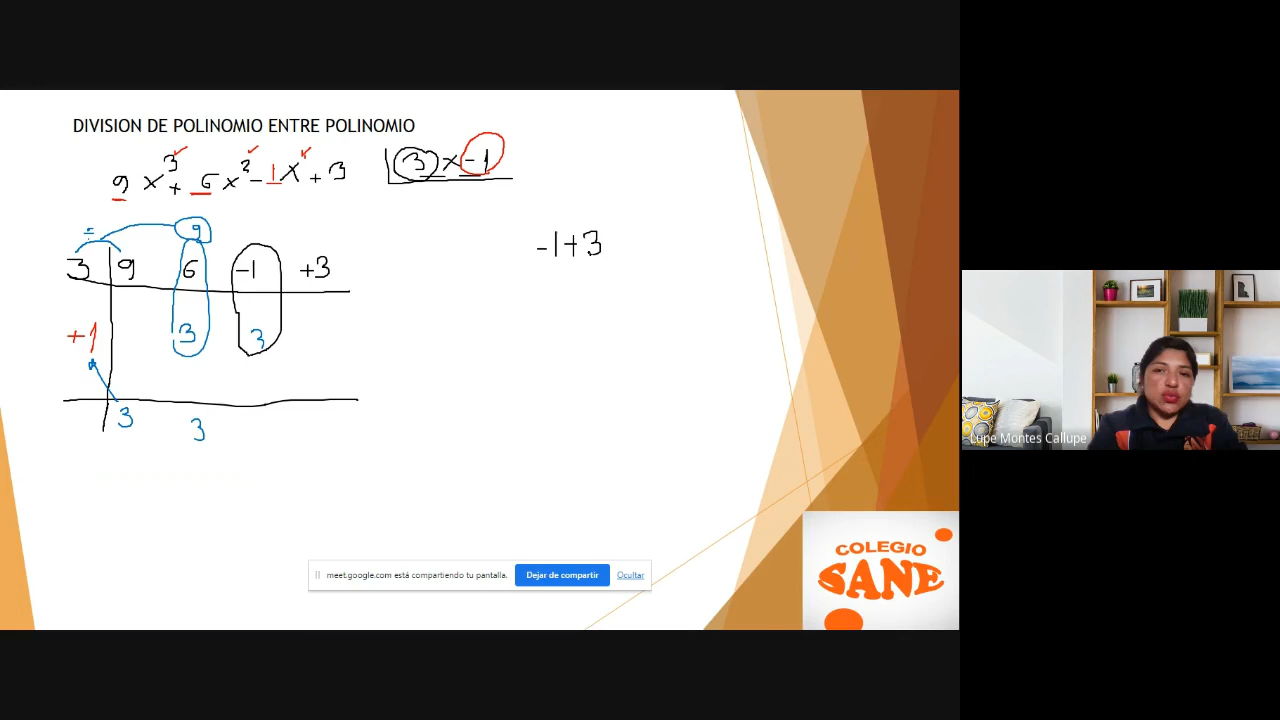 DIVISION DE POLINOMIO ENTRE POLINOMIO
9x³ + 6x² - 1x + 3 3x - 1
= 9
-1+3
3 9 6 -1 +3
+1 3 3
3 3
Lupe Montes Callupe
COLEGIO
SANE
meet.google.com está compartiendo tu pantalla. Dejar de compartir Ocultar